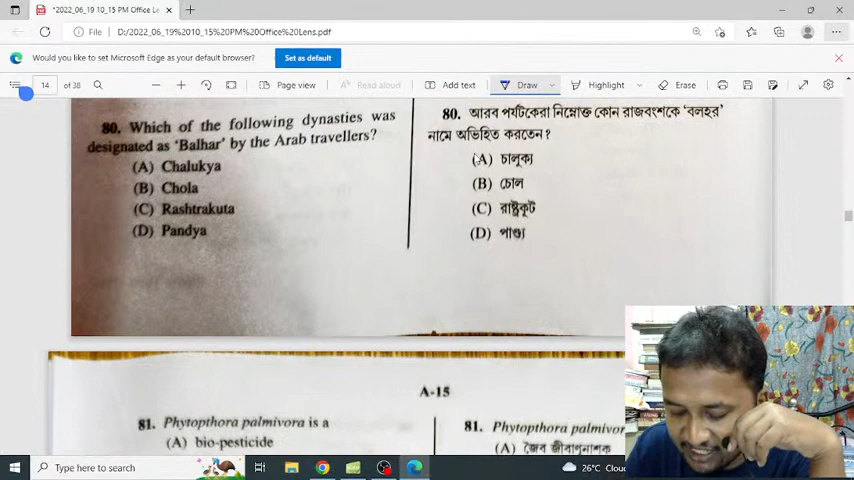 *2022_06_19 10_15 PM Office Le
File
D:/2022_06_19%2010_15%20PM%20Office%20Lens.pdf
Would you like to set Microsoft Edge as your default browser?
Set as default
14
of 38
Page view
Read aloud
Add text
Draw
Highlight
Erase
80. Which of the following dynasties was
designated as 'Balhar' by the Arab travellers?
(A) Chalukya
(B) Chola
(C) Rashtrakuta
(D) Pandya
80. আরব পর্যটকেরা নিম্নোক্ত কোন রাজবংশকে 'বলহর'
নামে অভিহিত করতেন?
(A) চালুক্য
(B) চোল
(C) রাষ্ট্রকূট
(D) পাণ্ড্য
A-15
81. Phytopthora palmivora is a
(A) bio-pesticide
81. Phytopthora palmivor
(A) জৈব জীবাণুনাশক
Type here to search
26°C Clou